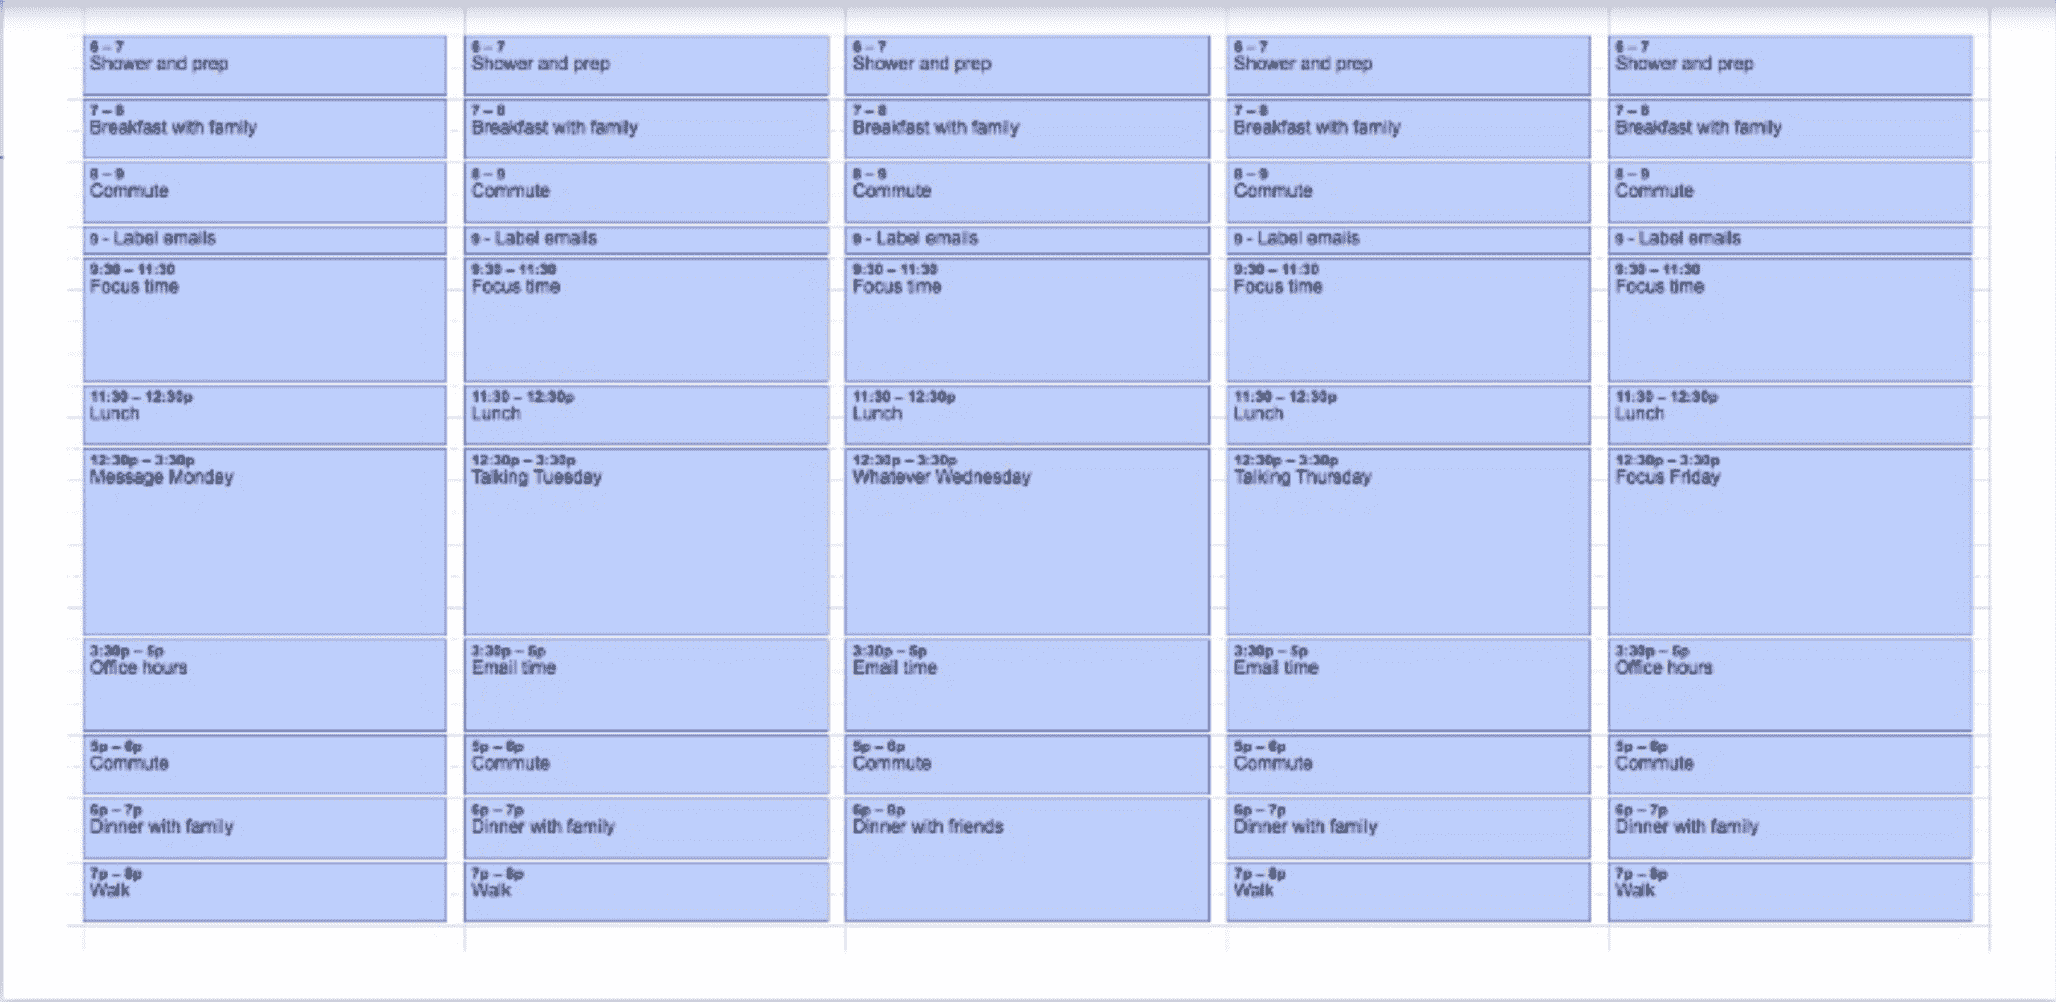 6 – 7
Shower and prep
7 – 8
Breakfast with family
8 – 9
Commute
9 - Label emails
9:30 – 11:30
Focus time
11:30 – 12:30p
Lunch
12:30p – 3:30p
Message Monday
3:30p – 5p
Office hours
5p – 6p
Commute
6p – 7p
Dinner with family
7p – 8p
Walk
6 – 7
Shower and prep
7 – 8
Breakfast with family
8 – 9
Commute
9 - Label emails
9:30 – 11:30
Focus time
11:30 – 12:30p
Lunch
12:30p – 3:30p
Talking Tuesday
3:30p – 5p
Email time
5p – 6p
Commute
6p – 7p
Dinner with family
7p – 8p
Walk
6 – 7
Shower and prep
7 – 8
Breakfast with family
8 – 9
Commute
9 - Label emails
9:30 – 11:30
Focus time
11:30 – 12:30p
Lunch
12:30p – 3:30p
Whatever Wednesday
3:30p – 5p
Email time
5p – 6p
Commute
6p – 8p
Dinner with friends
6 – 7
Shower and prep
7 – 8
Breakfast with family
8 – 9
Commute
9 - Label emails
9:30 – 11:30
Focus time
11:30 – 12:30p
Lunch
12:30p – 3:30p
Talking Thursday
3:30p – 5p
Email time
5p – 6p
Commute
6p – 7p
Dinner with family
7p – 8p
Walk
6 – 7
Shower and prep
7 – 8
Breakfast with family
8 – 9
Commute
9 - Label emails
9:30 – 11:30
Focus time
11:30 – 12:30p
Lunch
12:30p – 3:30p
Focus Friday
3:30p – 5p
Office hours
5p – 6p
Commute
6p – 7p
Dinner with family
7p – 8p
Walk